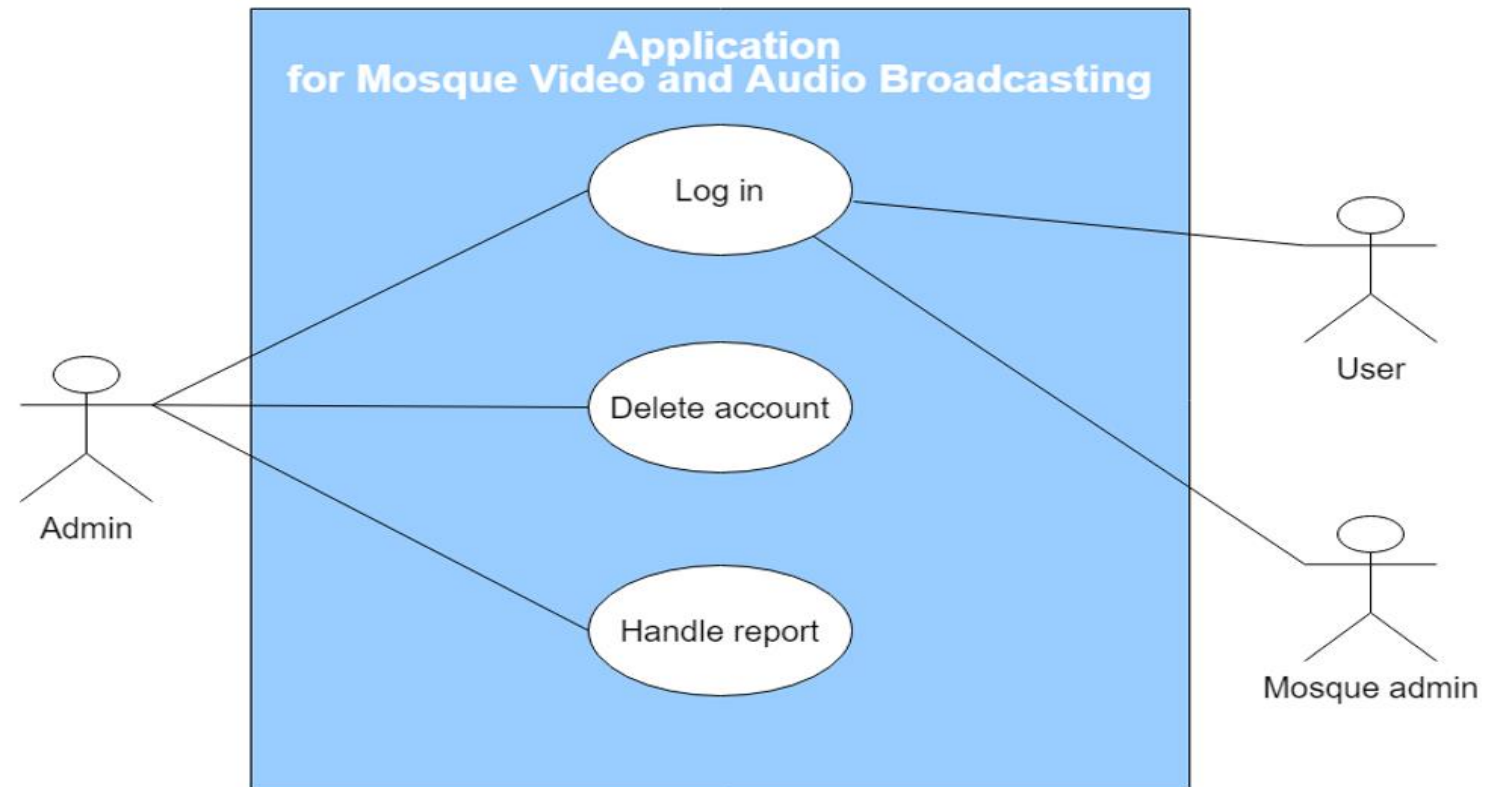 Application
for Mosque Video and Audio Broadcasting
Log in
User
Delete account
Admin
Handle report
Mosque admin